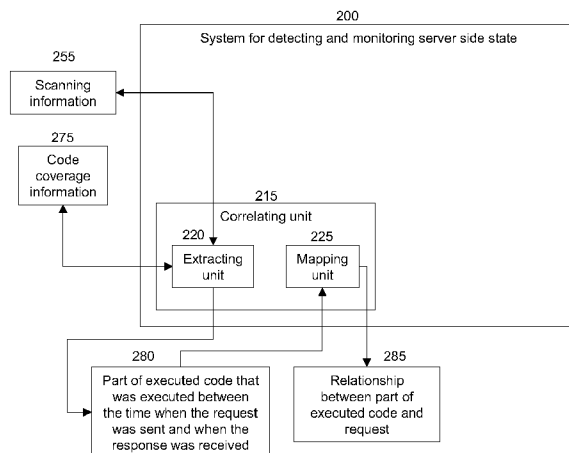 200
System for detecting and monitoring server side state
255
Scanning
information
275
Code
coverage
information
215
Correlating unit
220
Extracting
unit
225
Mapping
unit
280
Part of executed code that
was executed between
the time when the request
was sent and when the
response was received
285
Relationship
between part of
executed code and
request